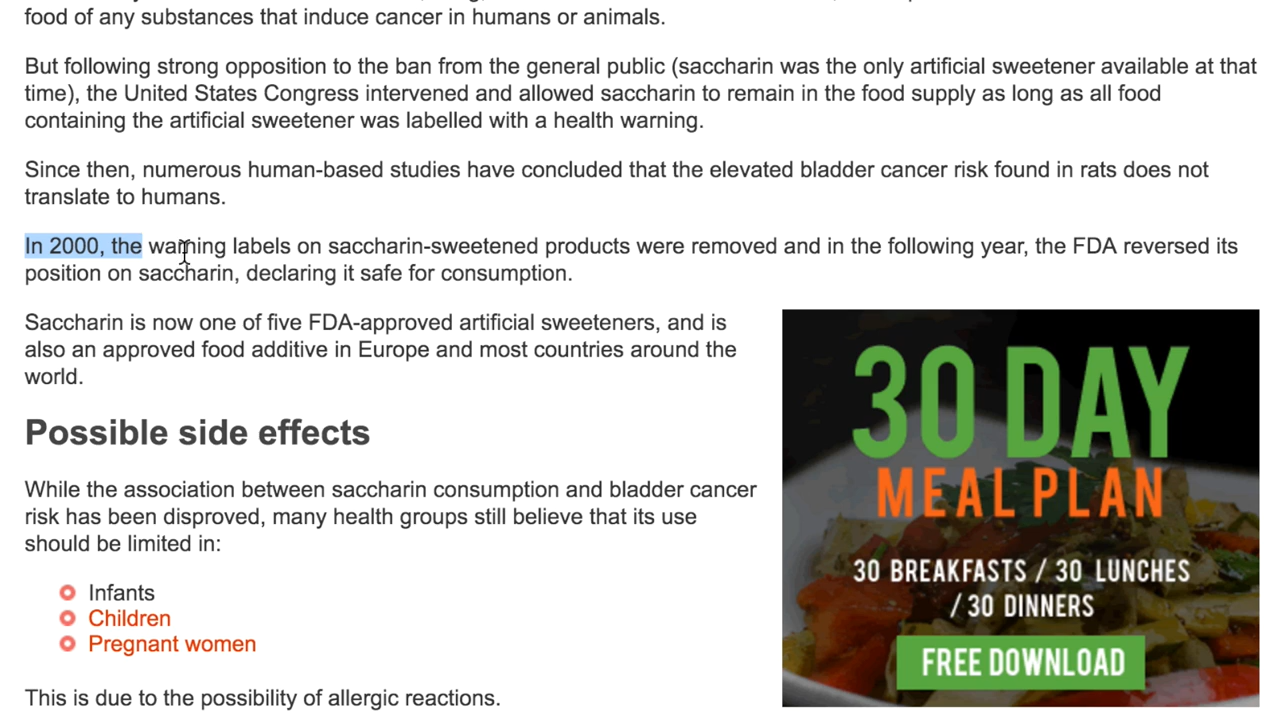 food of any substances that induce cancer in humans or animals.
But following strong opposition to the ban from the general public (saccharin was the only artificial sweetener available at that
time), the United States Congress intervened and allowed saccharin to remain in the food supply as long as all food
containing the artificial sweetener was labelled with a health warning.
Since then, numerous human-based studies have concluded that the elevated bladder cancer risk found in rats does not
translate to humans.
In 2000, the warning labels on saccharin-sweetened products were removed and in the following year, the FDA reversed its
position on saccharin, declaring it safe for consumption.
Saccharin is now one of five FDA-approved artificial sweeteners, and is
also an approved food additive in Europe and most countries around the
world.
Possible side effects
While the association between saccharin consumption and bladder cancer
risk has been disproved, many health groups still believe that its use
should be limited in:
Infants
Children
Pregnant women
This is due to the possibility of allergic reactions.
30 DAY
MEAL PLAN
30 BREAKFASTS / 30 LUNCHES
/ 30 DINNERS
FREE DOWNLOAD